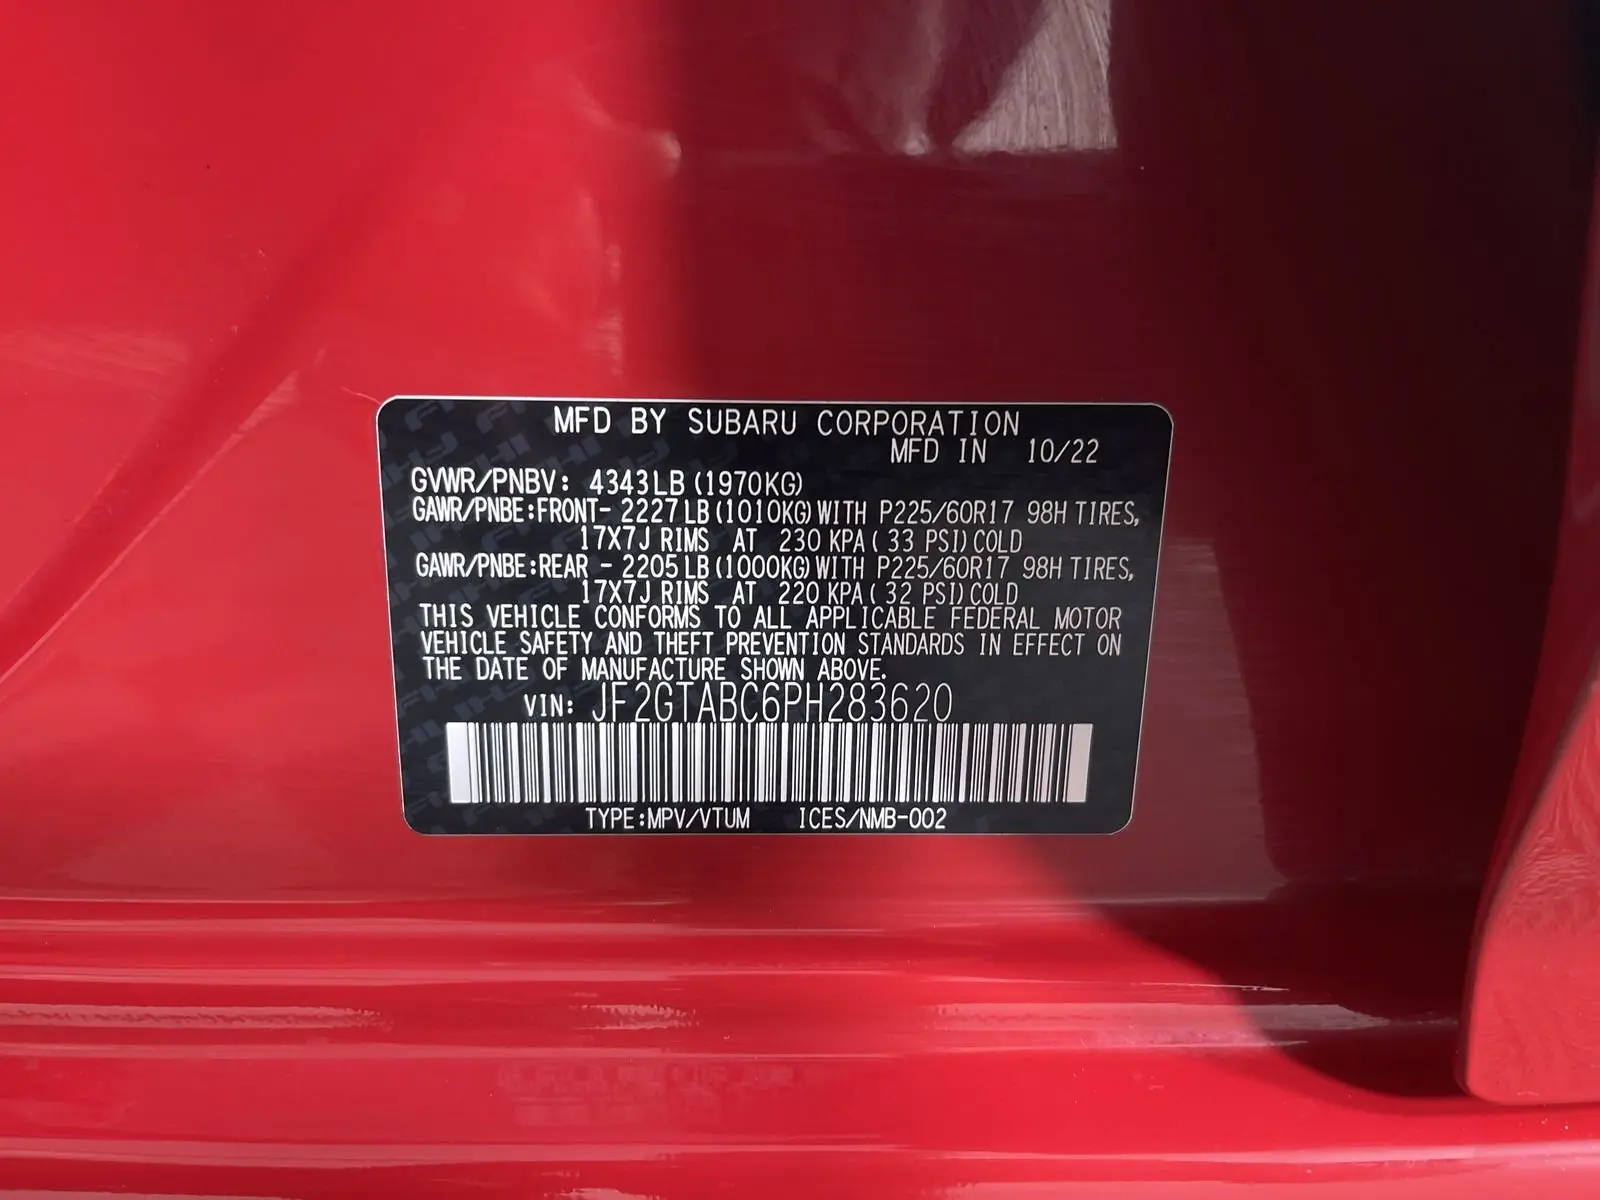 MFD BY SUBARU CORPORATION
MFD IN 10/22
GVWR/PNBV: 4343LB(1970KG)
GAWR/PNBE:FRONT- 2227LB(1010KG)WITH P225/60R17 98H TIRES,
17X7J RIMS AT 230 KPA( 33 PSI)COLD
GAWR/PNBE:REAR - 2205LB(1000KG)WITH P225/60R17 98H TIRES,
17X7J RIMS AT 220 KPA( 32 PSI)COLD
THIS VEHICLE CONFORMS TO ALL APPLICABLE FEDERAL MOTOR
VEHICLE SAFETY AND THEFT PREVENTION STANDARDS IN EFFECT ON
THE DATE OF MANUFACTURE SHOWN ABOVE.
VIN: JF2GTABC6PH283620
TYPE:MPV/VTUM ICES/NMB-002